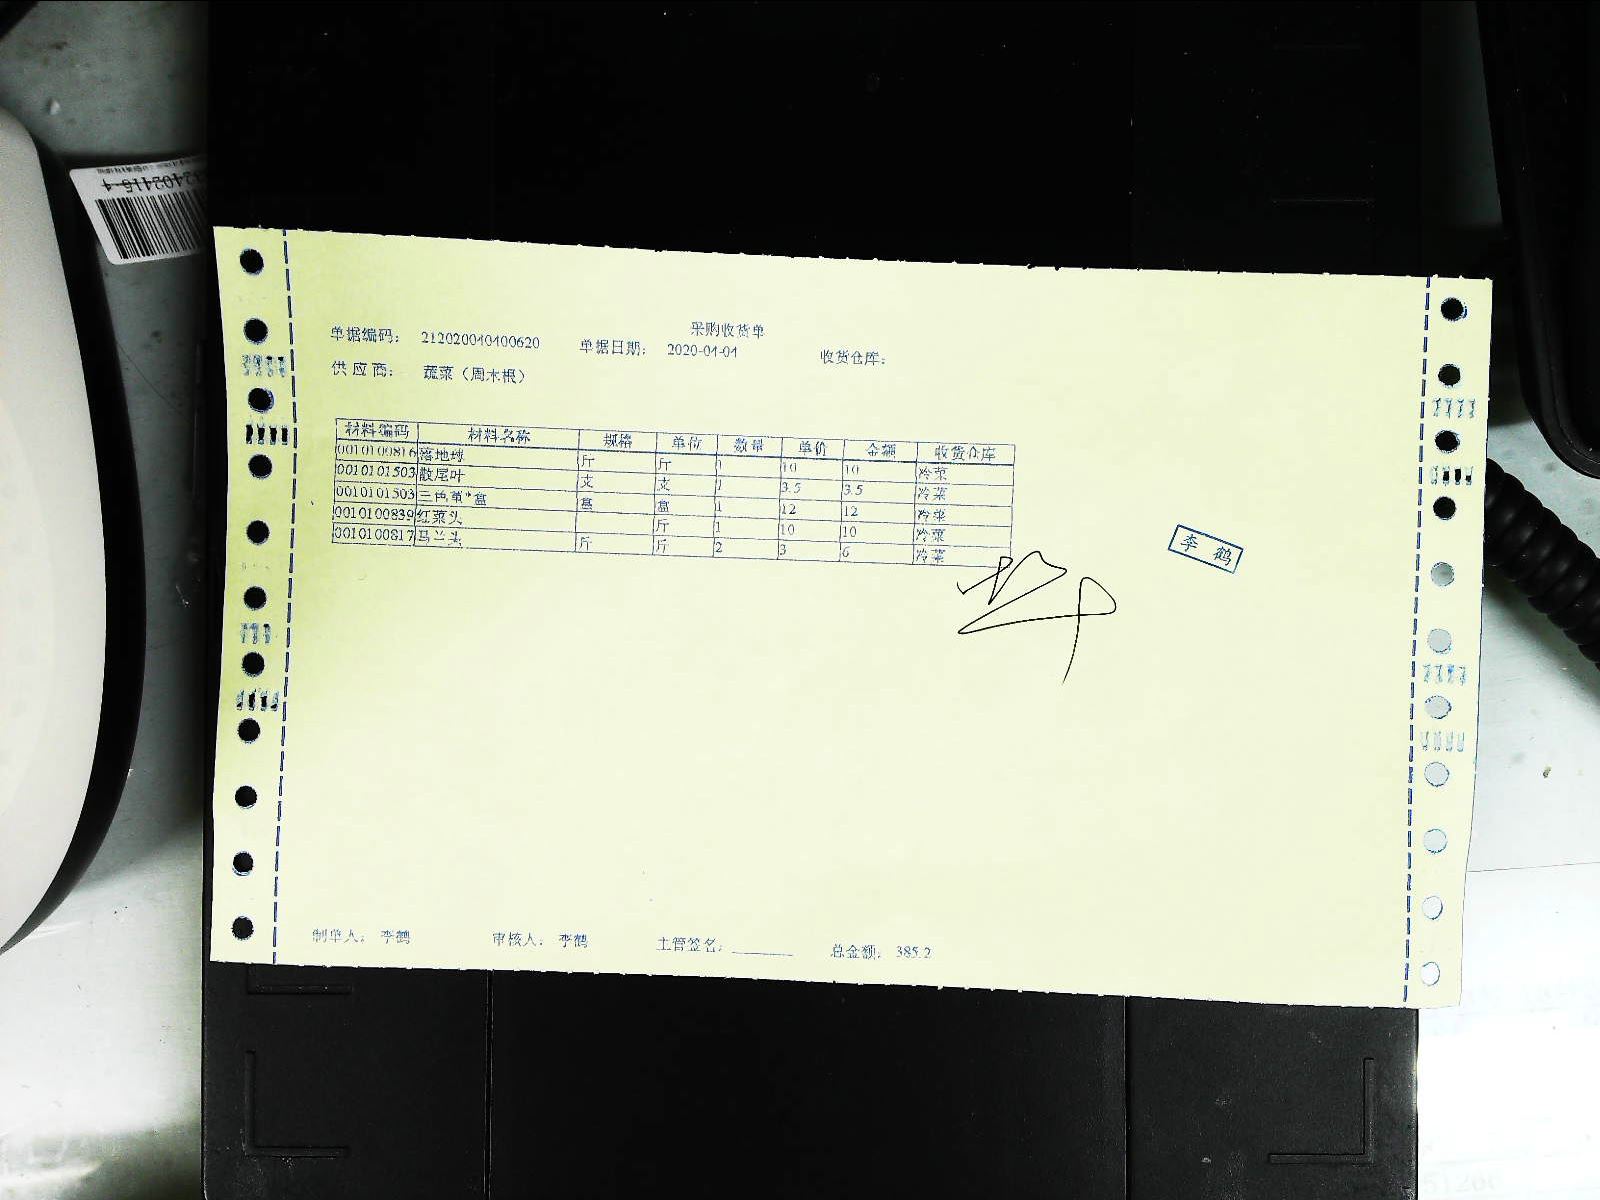 采购收货单
单据编码： 212020010100620 单据日期： 2020-01-01 收货仓库：
供应商： 蔬菜（周木根）
材料编码 材料名称 规格 单位 数量 单价 金额 收货仓库
0010100816 落地球 斤 斤 1 10 10 冷菜
0010101503 散尾叶 支 支 1 3.5 3.5 冷菜
0010101503 三色堇*盒 盒 盒 1 12 12 冷菜
0010100839 红菜头 斤 1 10 10 冷菜
0010100817 马兰头 斤 斤 2 3 6 冷菜
李鹤
制单人： 李鹤 审核人： 李鹤 主管签名： 总金额： 385.2